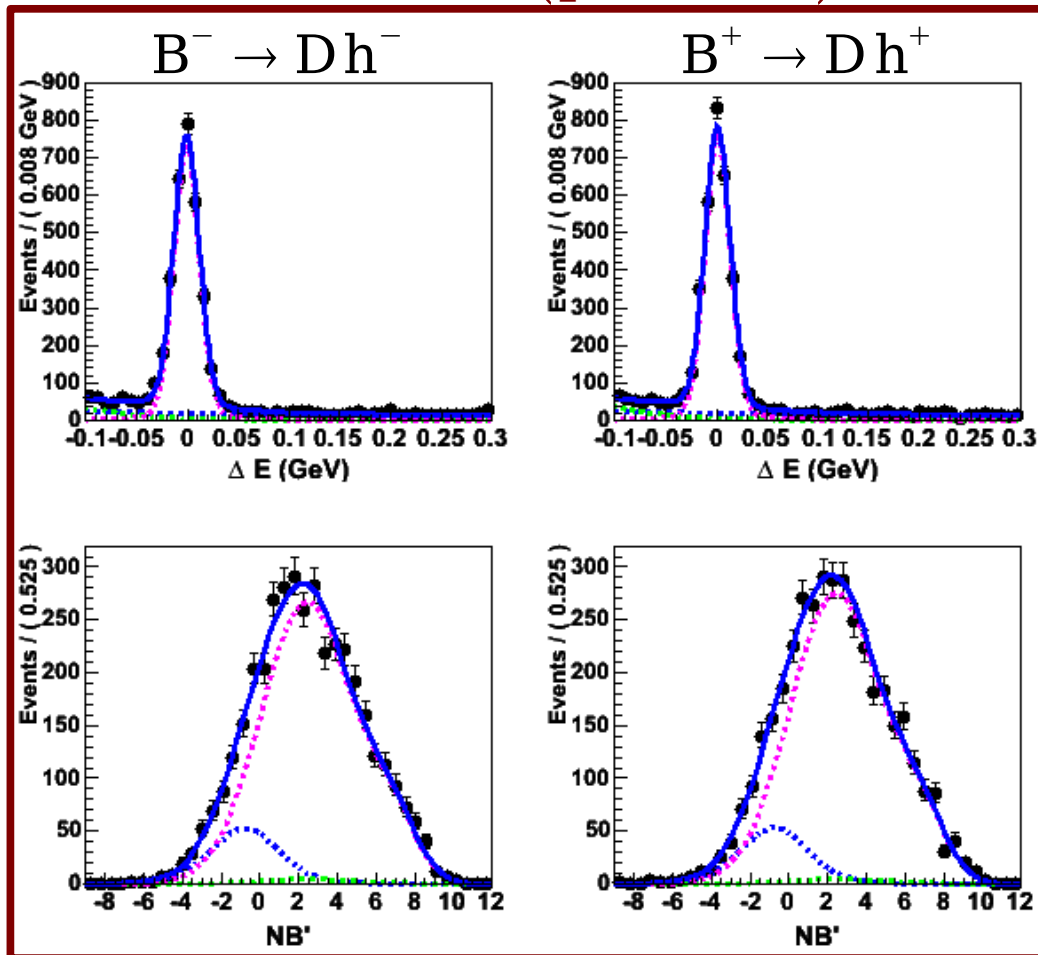 B⁻ → D h⁻
B⁺ → D h⁺
Events / ( 0.008 GeV )
900
800
700
600
500
400
300
200
100
0
-0.1 -0.05 0 0.05 0.1 0.15 0.2 0.25 0.3
Δ E (GeV)
Events / ( 0.008 GeV )
900
800
700
600
500
400
300
200
100
0
-0.1 -0.05 0 0.05 0.1 0.15 0.2 0.25 0.3
Δ E (GeV)
Events / ( 0.525 )
300
250
200
150
100
50
0
-8 -6 -4 -2 0 2 4 6 8 10 12
NB'
Events / ( 0.525 )
300
250
200
150
100
50
0
-8 -6 -4 -2 0 2 4 6 8 10 12
NB'